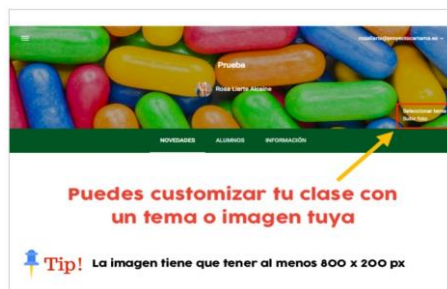 Prueba
Rosa Liarte Alcaine
Seleccionar tema
Subir foto
NOVEDADES ALUMNOS INFORMACIÓN
Puedes customizar tu clase con
un tema o imagen tuya
Tip! La imagen tiene que tener al menos 800 x 200 px